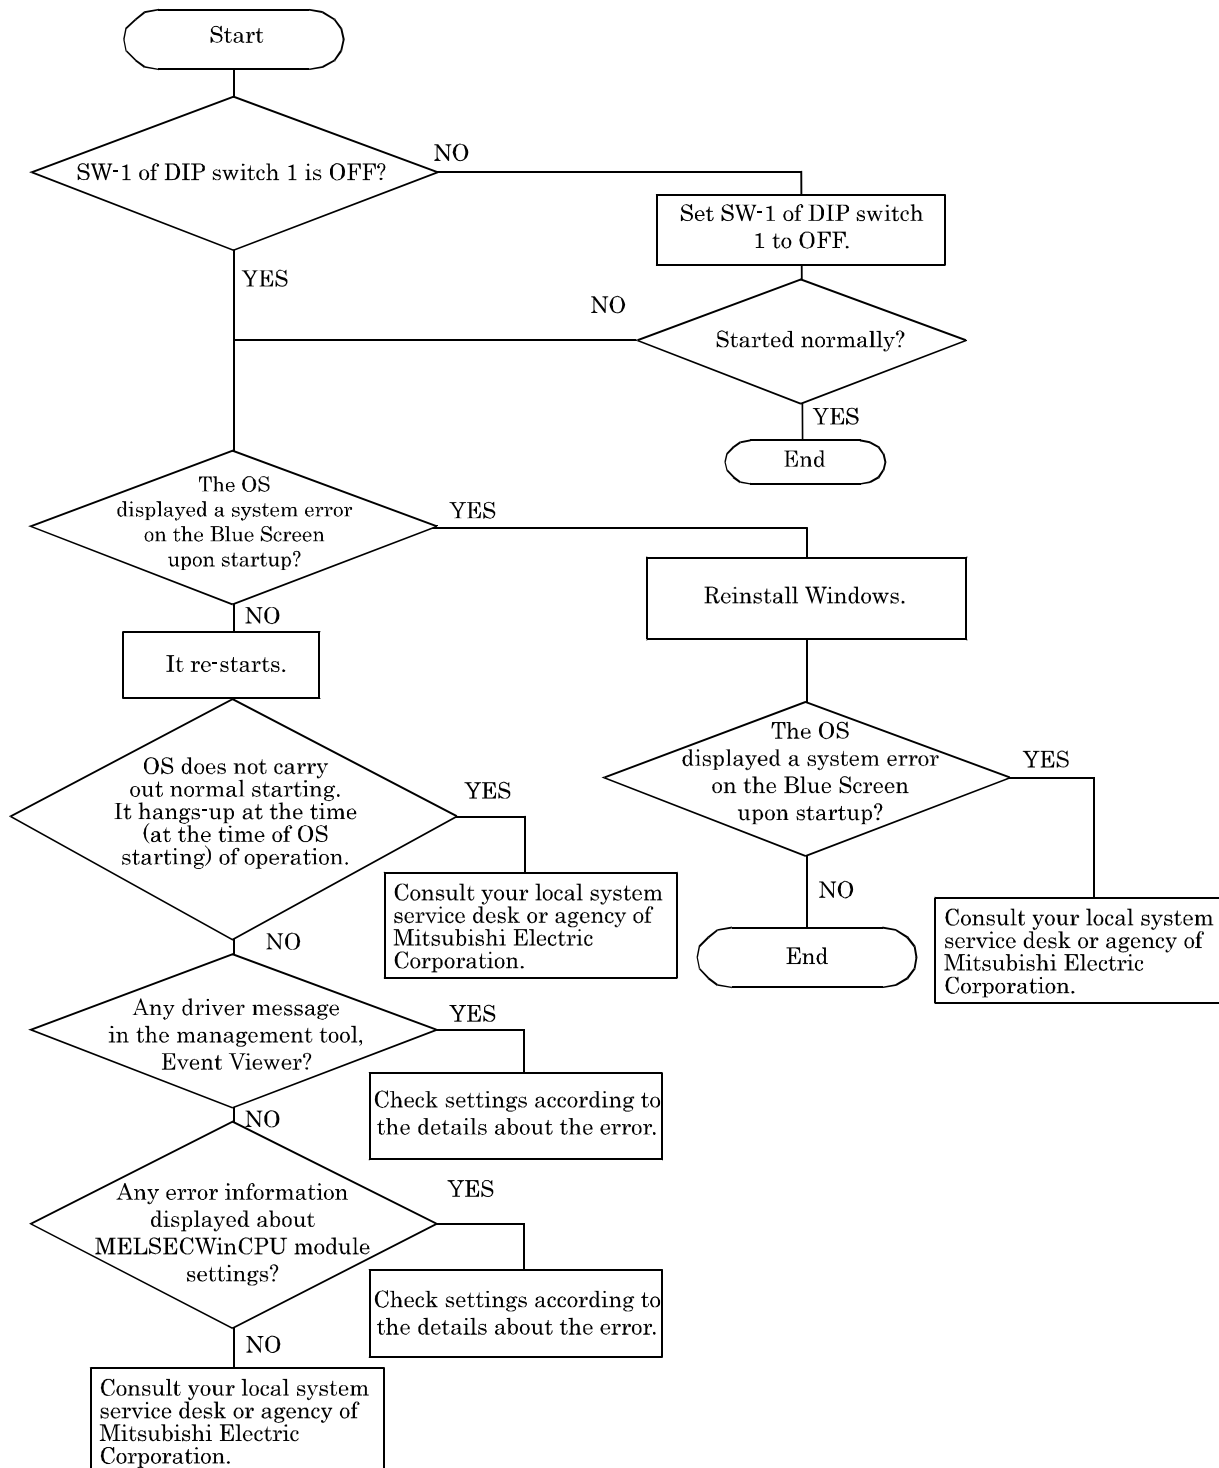 Start
SW-1 of DIP switch 1 is OFF?
NO
Set SW-1 of DIP switch
1 to OFF.
YES
NO
Started normally?
YES
End
The OS
displayed a system error
on the Blue Screen
upon startup?
YES
Reinstall Windows.
NO
It re-starts.
The OS
displayed a system error
on the Blue Screen
upon startup?
YES
NO
End
Consult your local system
service desk or agency of
Mitsubishi Electric
Corporation.
OS does not carry
out normal starting.
It hangs-up at the time
(at the time of OS
starting) of operation.
YES
Consult your local system
service desk or agency of
Mitsubishi Electric
Corporation.
NO
Any driver message
in the management tool,
Event Viewer?
YES
Check settings according to
the details about the error.
NO
Any error information
displayed about
MELSECWinCPU module
settings?
YES
Check settings according to
the details about the error.
NO
Consult your local system
service desk or agency of
Mitsubishi Electric
Corporation.